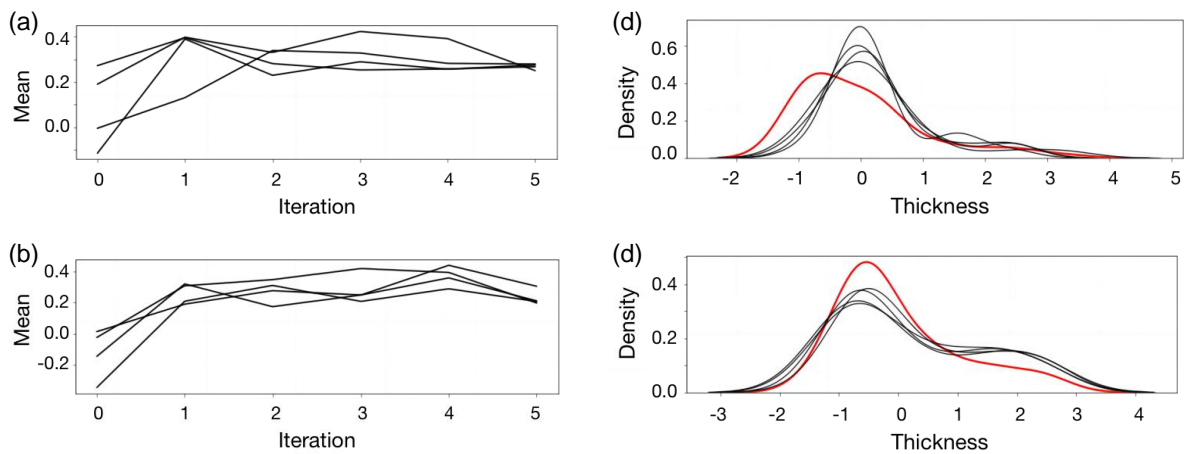 (a)
Mean
0.4
0.2
0.0
0 1 2 3 4 5
Iteration
(d)
Density
0.6
0.4
0.2
0.0
-2 -1 0 1 2 3 4 5
Thickness
(b)
Mean
0.4
0.2
0.0
-0.2
0 1 2 3 4 5
Iteration
(d)
Density
0.4
0.2
0.0
-3 -2 -1 0 1 2 3 4
Thickness